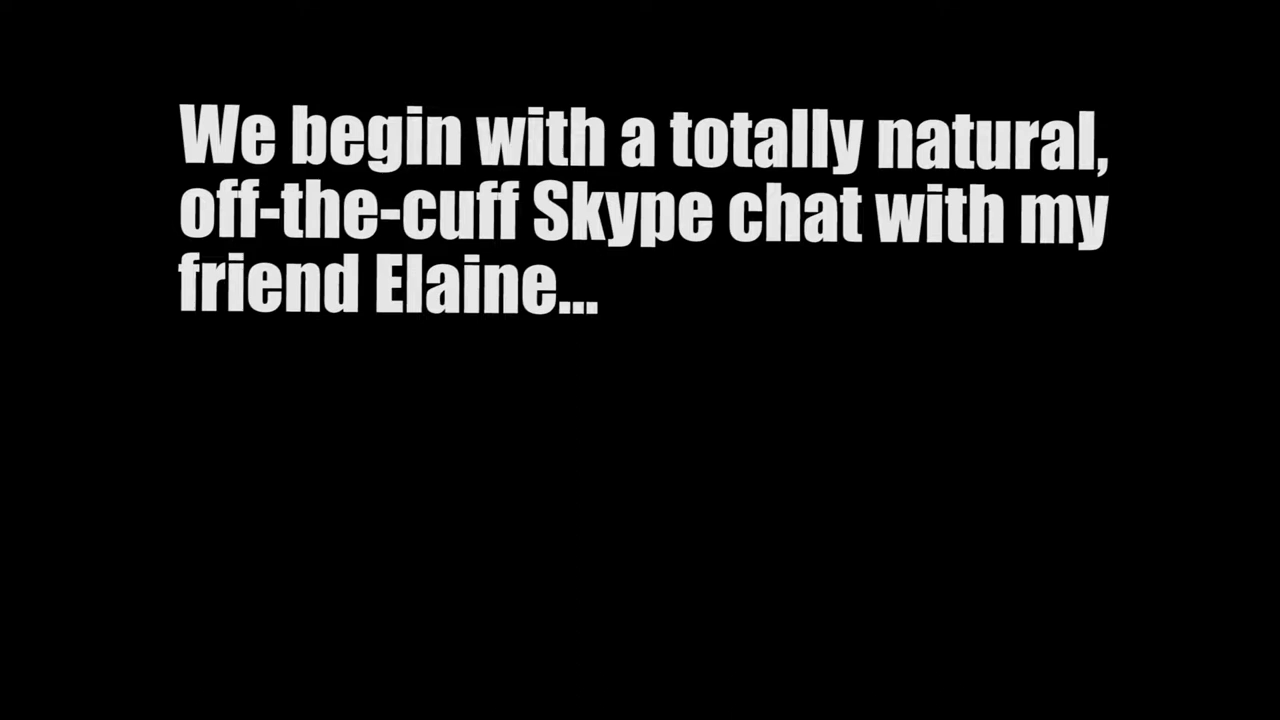 We begin with a totally natural,
off-the-cuff Skype chat with my
friend Elaine...